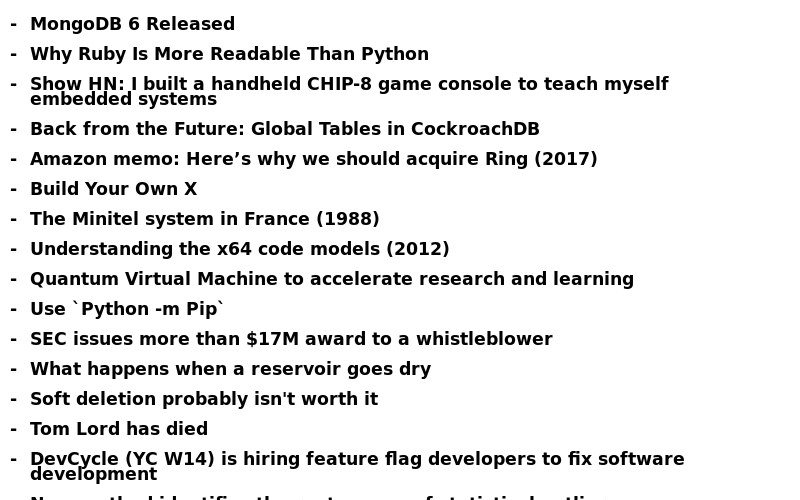 - MongoDB 6 Released
- Why Ruby Is More Readable Than Python
- Show HN: I built a handheld CHIP-8 game console to teach myself
embedded systems
- Back from the Future: Global Tables in CockroachDB
- Amazon memo: Here’s why we should acquire Ring (2017)
- Build Your Own X
- The Minitel system in France (1988)
- Understanding the x64 code models (2012)
- Quantum Virtual Machine to accelerate research and learning
- Use `Python -m Pip`
- SEC issues more than $17M award to a whistleblower
- What happens when a reservoir goes dry
- Soft deletion probably isn't worth it
- Tom Lord has died
- DevCycle (YC W14) is hiring feature flag developers to fix software
development